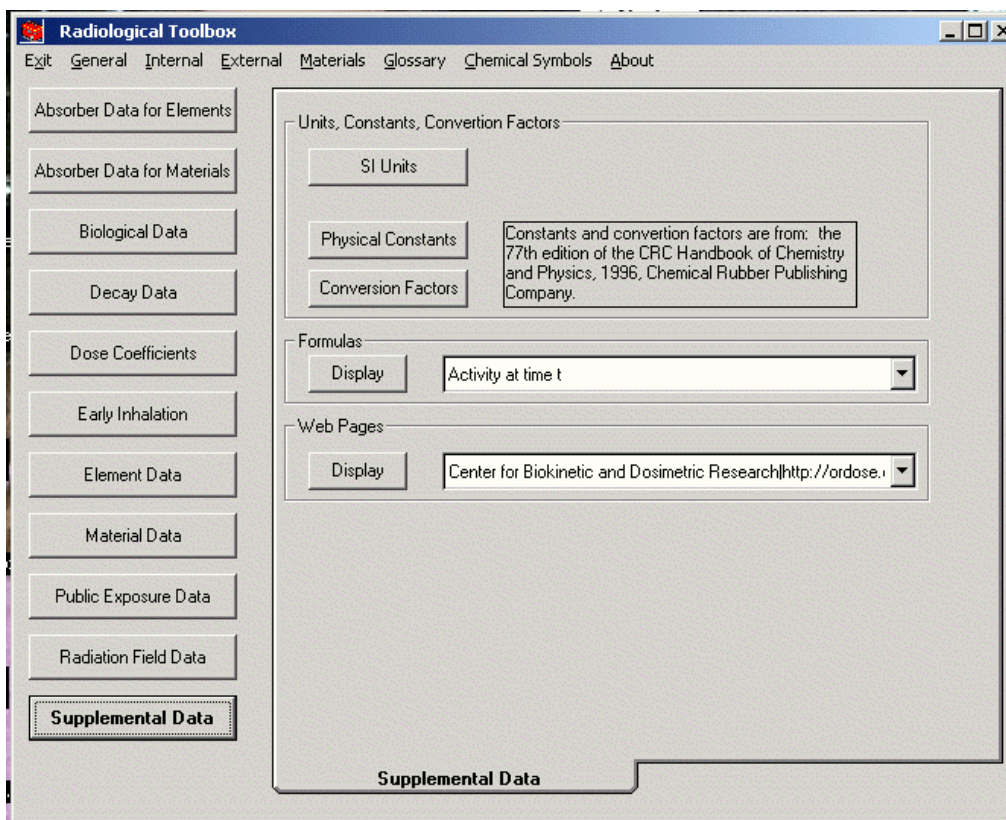 Radiological Toolbox
Exit General Internal External Materials Glossary Chemical Symbols About
Absorber Data for Elements
Absorber Data for Materials
Biological Data
Decay Data
Dose Coefficients
Early Inhalation
Element Data
Material Data
Public Exposure Data
Radiation Field Data
Supplemental Data
Units, Constants, Convertion Factors
SI Units
Physical Constants
Conversion Factors
Constants and convertion factors are from: the
77th edition of the CRC Handbook of Chemistry
and Physics, 1996, Chemical Rubber Publishing
Company.
Formulas
Display
Activity at time t
Web Pages
Display
Center for Biokinetic and Dosimetric Research|http://ordose.
Supplemental Data